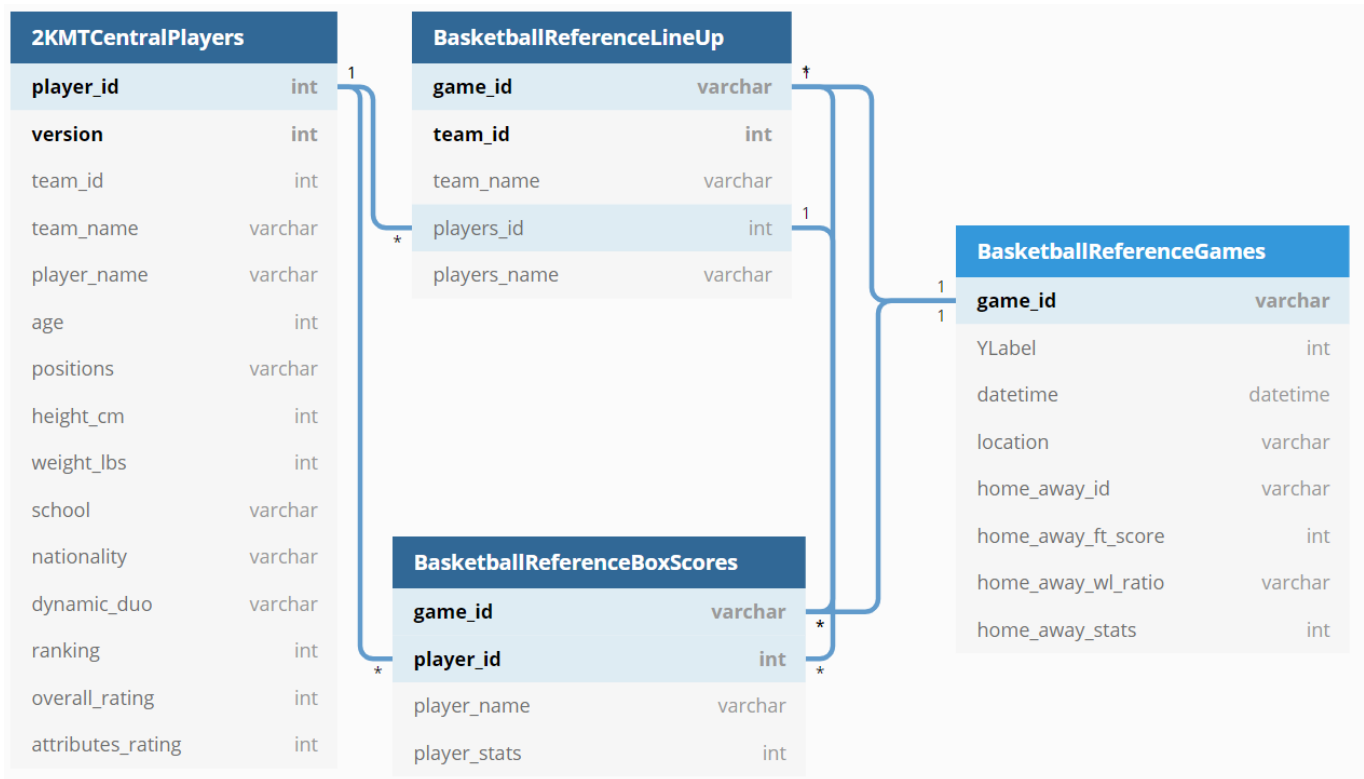 2KMTCentralPlayers
player_id int
version int
team_id int
team_name varchar
player_name varchar
age int
positions varchar
height_cm int
weight_lbs int
school varchar
nationality varchar
dynamic_duo varchar
ranking int
overall_rating int
attributes_rating int
1
*
*
BasketballReferenceLineUp
game_id varchar
team_id int
team_name varchar
players_id int
players_name varchar
1
BasketballReferenceBoxScores
game_id varchar
player_id int
player_name varchar
player_stats int
*
*
1
1
BasketballReferenceGames
game_id varchar
YLabel int
datetime datetime
location varchar
home_away_id varchar
home_away_ft_score int
home_away_wl_ratio varchar
home_away_stats int